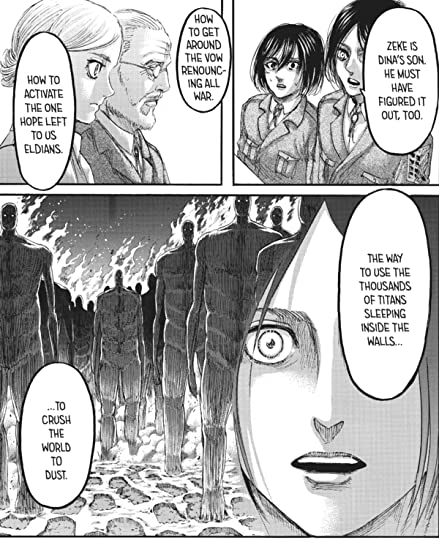 ZEKE IS
DINA'S SON.
HE MUST
HAVE
FIGURED IT
OUT, TOO.
HOW
TO GET
AROUND
THE VOW
RENOUNC-
ING ALL
WAR.
HOW TO
ACTIVATE
THE ONE
HOPE LEFT
TO US
ELDIANS.
THE WAY
TO USE THE
THOUSANDS
OF TITANS
SLEEPING
INSIDE THE
WALLS...
...TO
CRUSH
THE
WORLD
TO DUST.